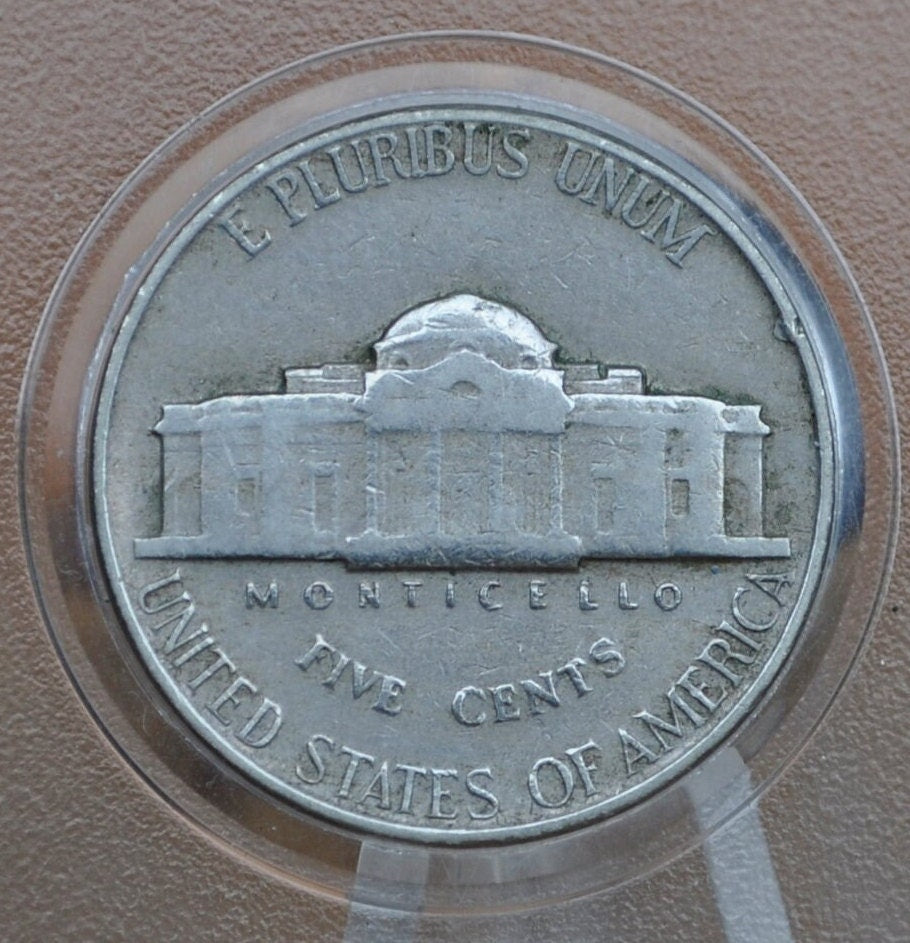 E PLURIBUS UNUM
MONTICELLO
FIVE CENTS
UNITED STATES OF AMERICA